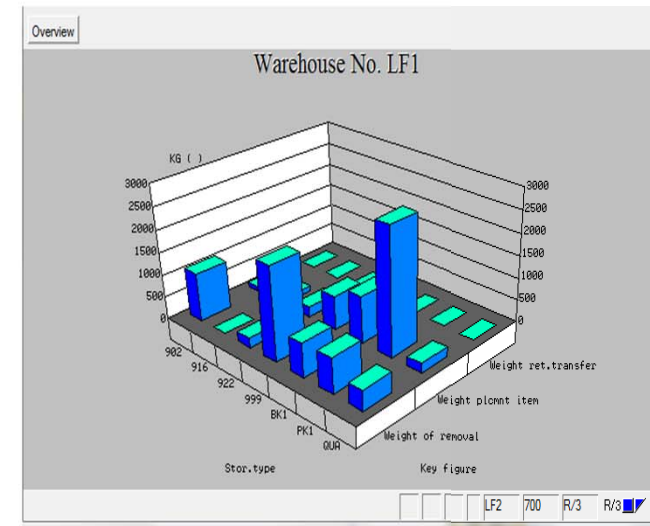 Overview
Warehouse No. LF1
KG ( )
3000
2500
2000
1500
1000
500
0
3000
2500
2000
1500
1000
500
0
902
916
922
999
BK1
PK1
QUA
Weight ret.transfer
Weight plcmnt item
Weight of removal
Stor.type
Key figure
LF2 700 R/3 R/3